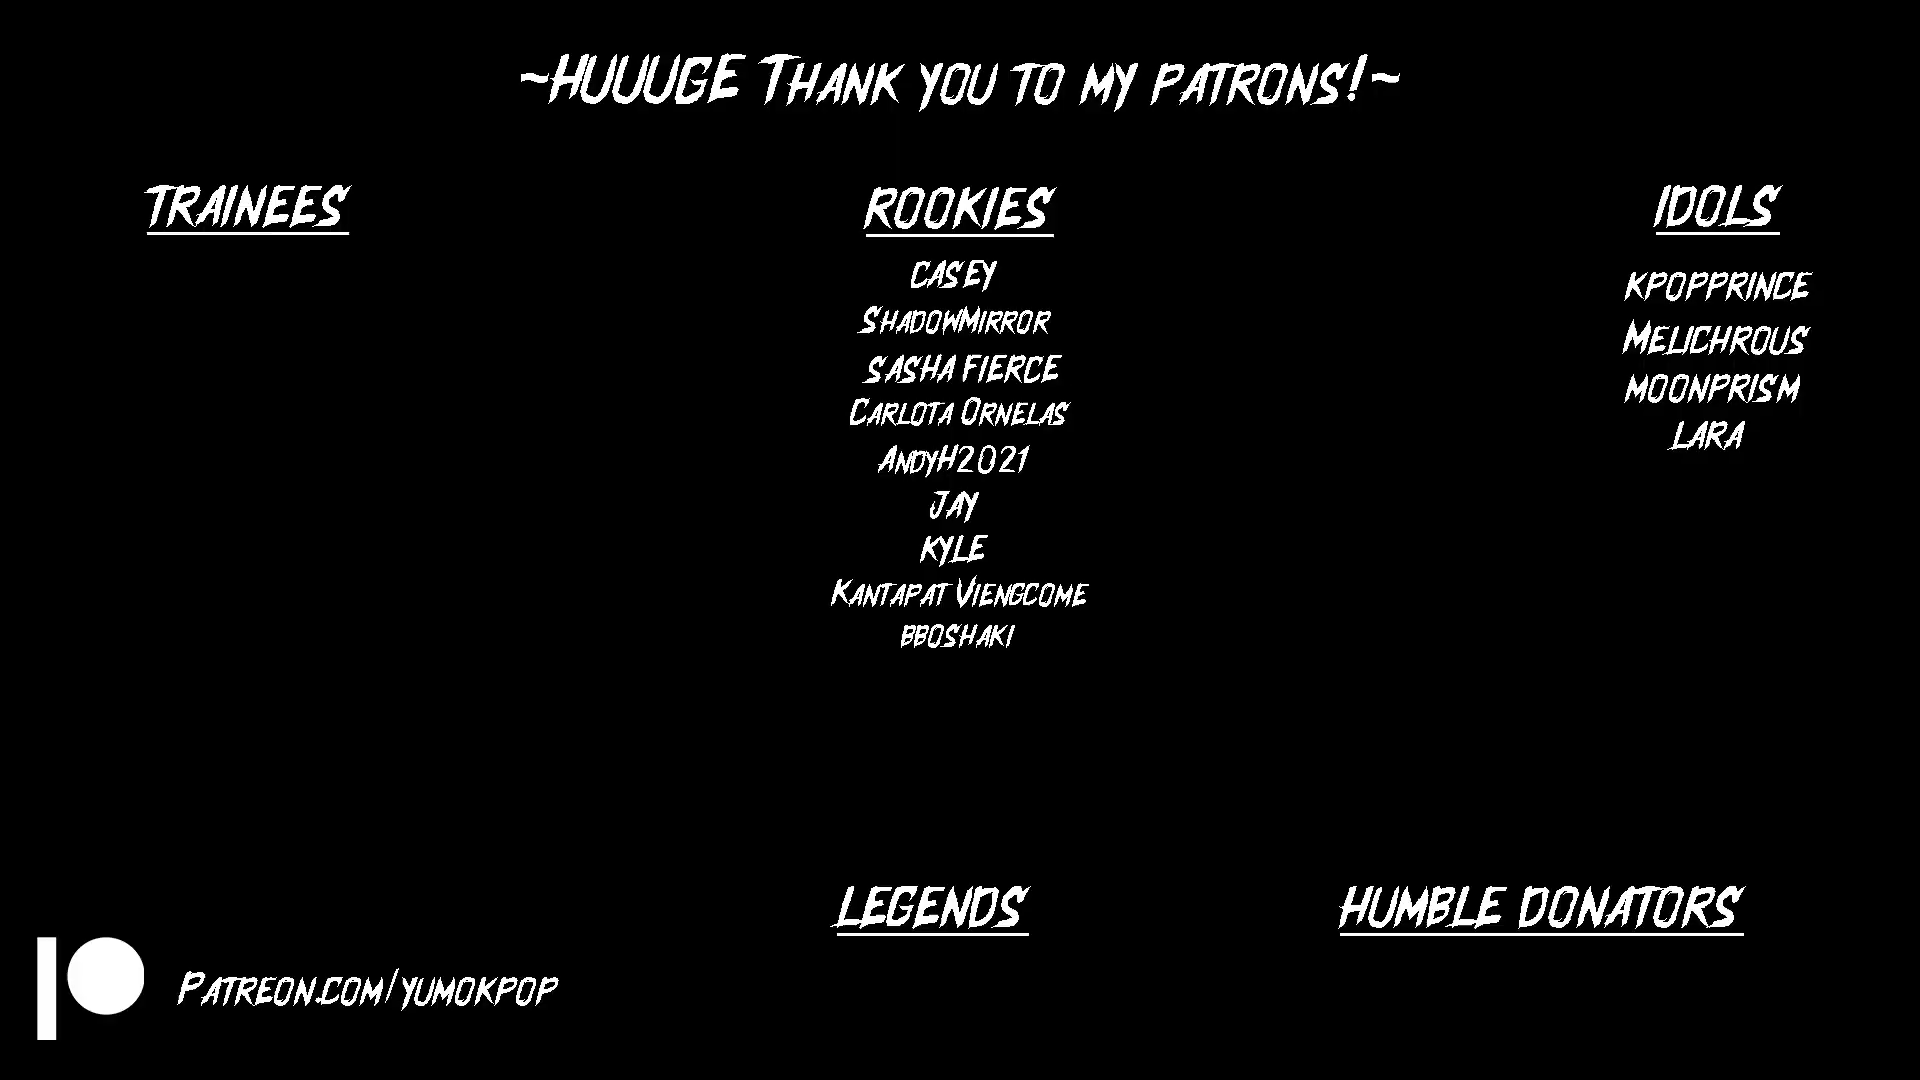 ~HUUUGE Thank you to my patrons!~
TRAINEES
ROOKIES
CASEY
ShadowMirror
SASHA FIERCE
Carlota Ornelas
AndyH2021
JAY
KYLE
Kantapat Viengcome
bboshaki
IDOLS
KPOPPRINCE
Melichrous
moonprism
LARA
LEGENDS
HUMBLE DONATORS
Patreon.com/yumokpop